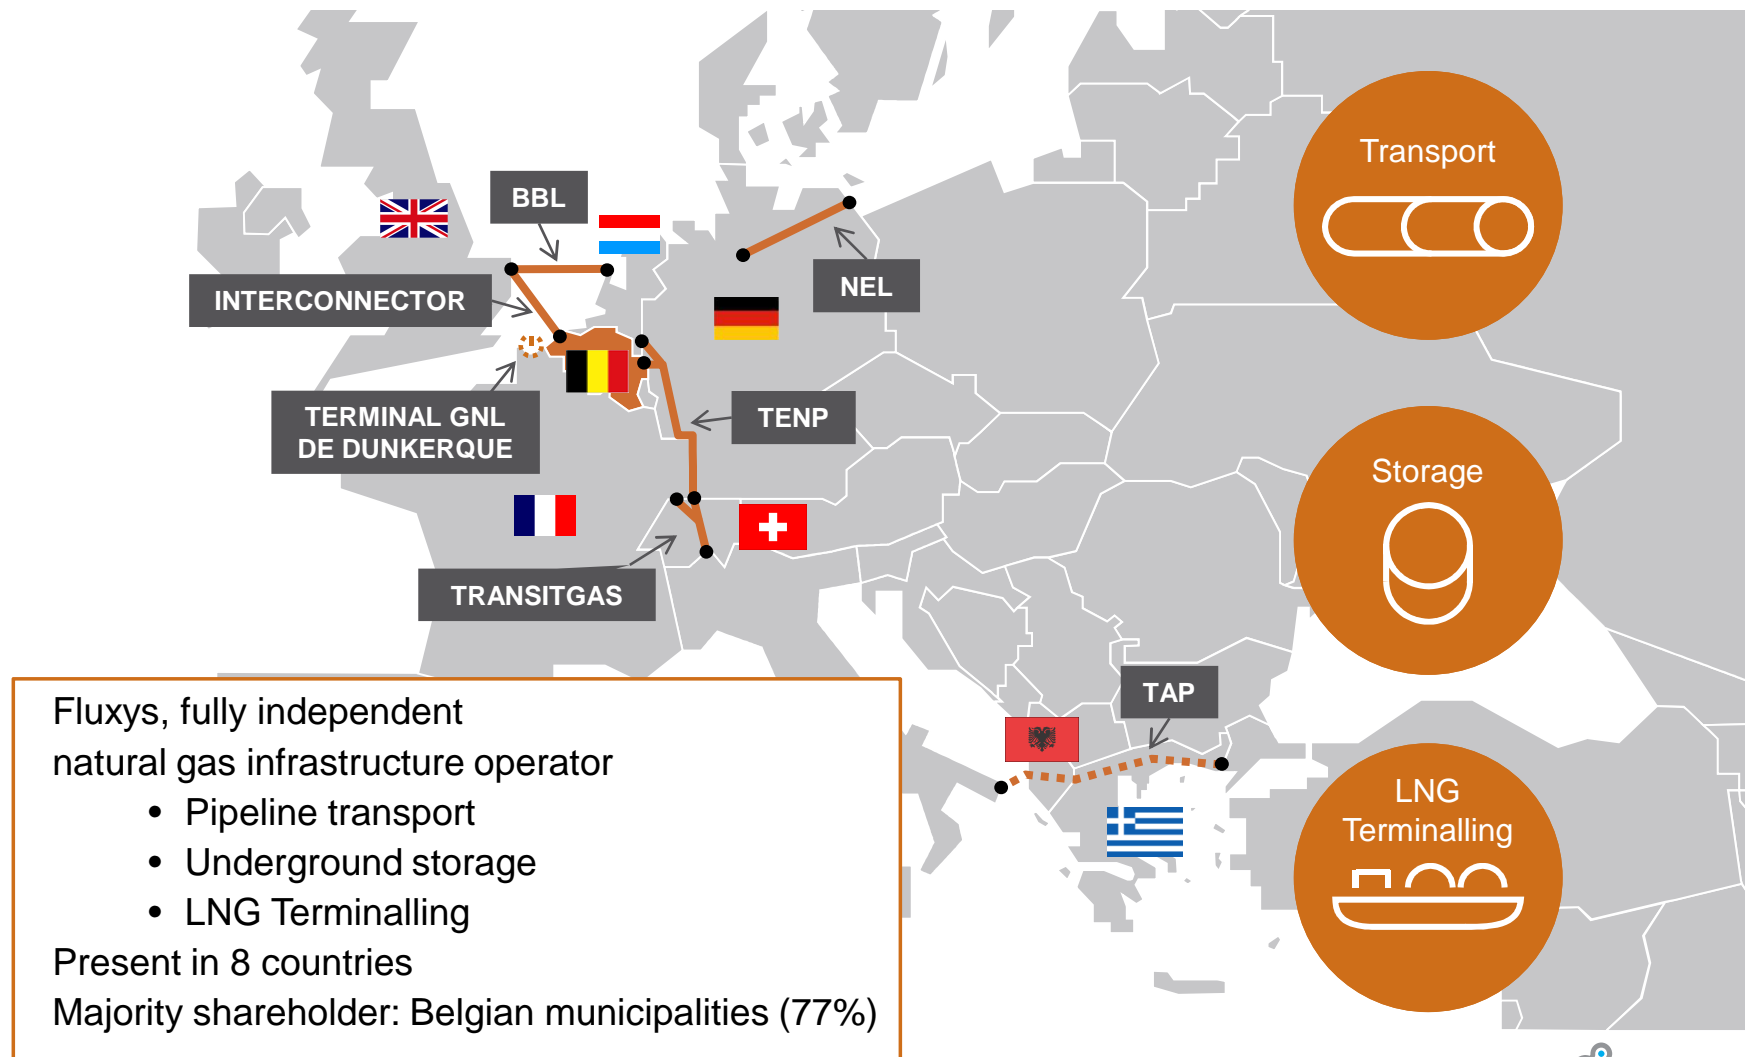 BBL
INTERCONNECTOR
NEL
TERMINAL GNL
DE DUNKERQUE
TENP
TRANSITGAS
TAP
Transport
Storage
LNG
Terminalling
Fluxys, fully independent
natural gas infrastructure operator
• Pipeline transport
• Underground storage
• LNG Terminalling
Present in 8 countries
Majority shareholder: Belgian municipalities (77%)